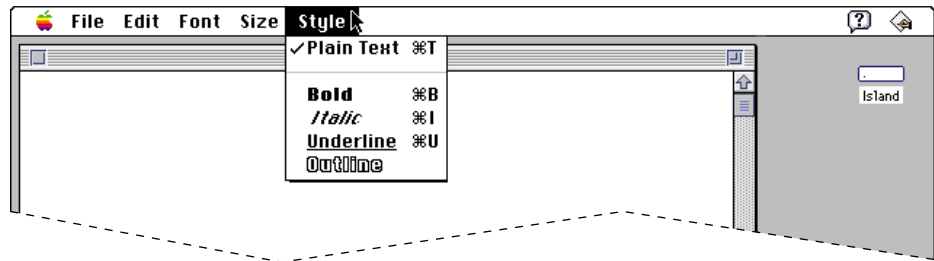 File Edit Font Size Style
✓Plain Text ⌘T
Bold ⌘B
Italic ⌘I
Underline ⌘U
Outline
Island